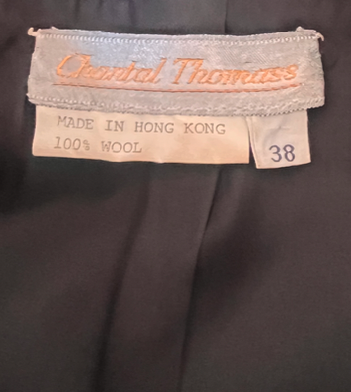 Chantal Thomass
MADE IN HONG KONG
100% WOOL
38